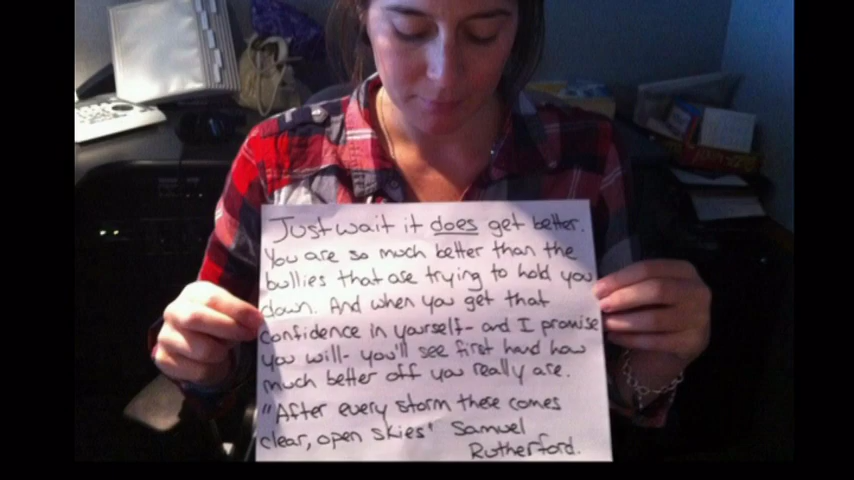 Just wait it does get better.
You are so much better than the
bullies that are trying to hold you
down. And when you get that
confidence in yourself- and I promise
you will- you'll see first hand how
much better off you really are.
"After every storm there comes
clear, open skies" Samuel
Rutherford.